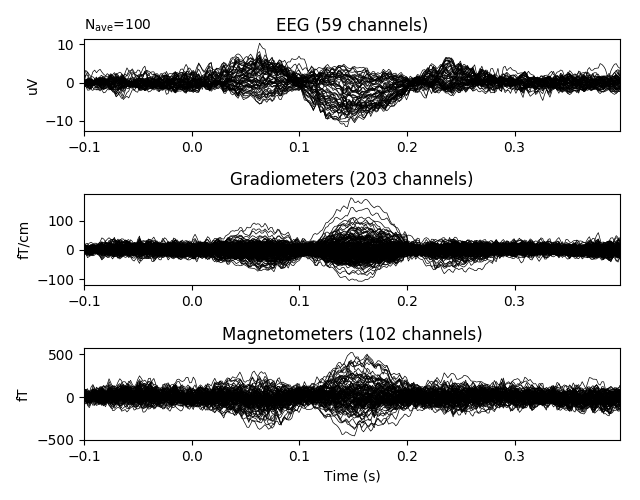 N_ave=100
EEG (59 channels)
10
0
−10
uV
−0.1 0.0 0.1 0.2 0.3
Gradiometers (203 channels)
100
0
−100
fT/cm
−0.1 0.0 0.1 0.2 0.3
Magnetometers (102 channels)
500
0
−500
fT
−0.1 0.0 0.1 0.2 0.3
Time (s)